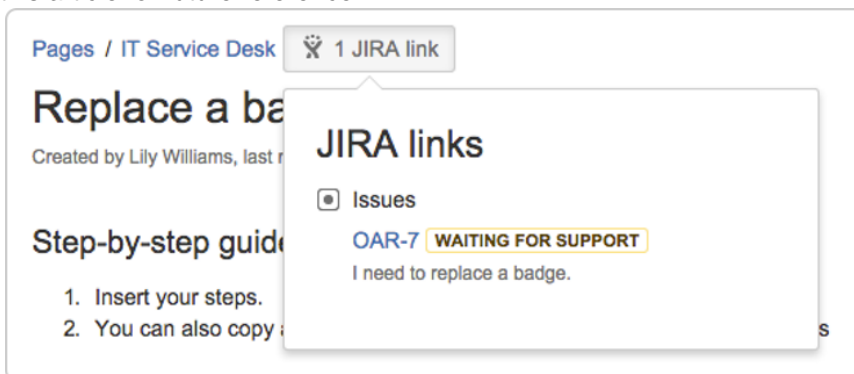 Pages / IT Service Desk 1 JIRA link
Replace a ba
Created by Lily Williams, last r
JIRA links
Issues
OAR-7 WAITING FOR SUPPORT
I need to replace a badge.
Step-by-step guide
1. Insert your steps.
2. You can also copy s